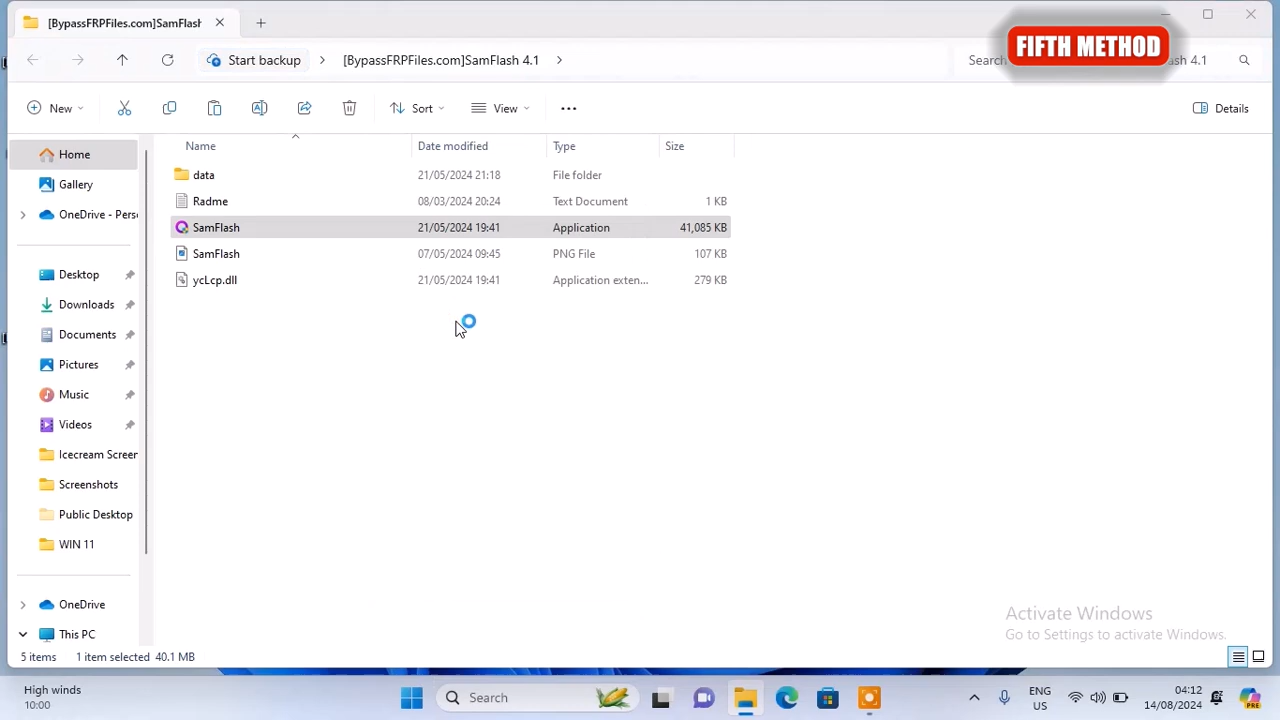 [BypassFRPFiles.com]SamFlash
FIFTH METHOD
Start backup
[BypassFRPFiles.com]SamFlash 4.1
Sear
4.1
New
Sort
View
Details
Home
Gallery
OneDrive - Pers
Desktop
Downloads
Documents
Pictures
Music
Videos
Icecream Screen
Screenshots
Public Desktop
WIN 11
OneDrive
This PC
Name Date modified Type Size
data 21/05/2024 21:18 File folder
Radme 08/03/2024 20:24 Text Document 1 KB
SamFlash 21/05/2024 19:41 Application 41,085 KB
SamFlash 07/05/2024 09:45 PNG File 107 KB
ycLcp.dll 21/05/2024 19:41 Application exten... 279 KB
Activate Windows
Go to Settings to activate Windows.
5 items 1 item selected 40.1 MB
High winds
10:00
Search
ENG
US
04:12
14/08/2024
PRE